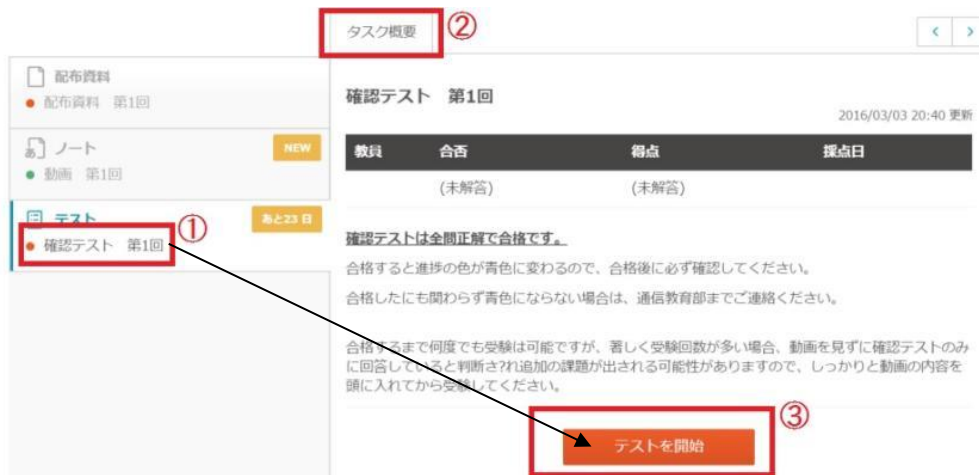 タスク概要
②
<
>
配布資料
配布資料　第1回
ノート
NEW
動画　第1回
テスト
あと23 日
①
確認テスト　第1回
確認テスト　第1回
2016/03/03 20:40 更新
教員　合否　得点　採点日
(未解答)　(未解答)
確認テストは全問正解で合格です。
合格すると進捗の色が青色に変わるので、合格後に必ず確認してください。
合格したにも関わらず青色にならない場合は、通信教育部までご連絡ください。
合格するまで何度でも受験は可能ですが、著しく受験回数が多い場合、動画を見ずに確認テストのみ
に回答していると判断さ?れ追加の課題が出される可能性がありますので、しっかりと動画の内容を
頭に入れてから受験してください。
③
テストを開始